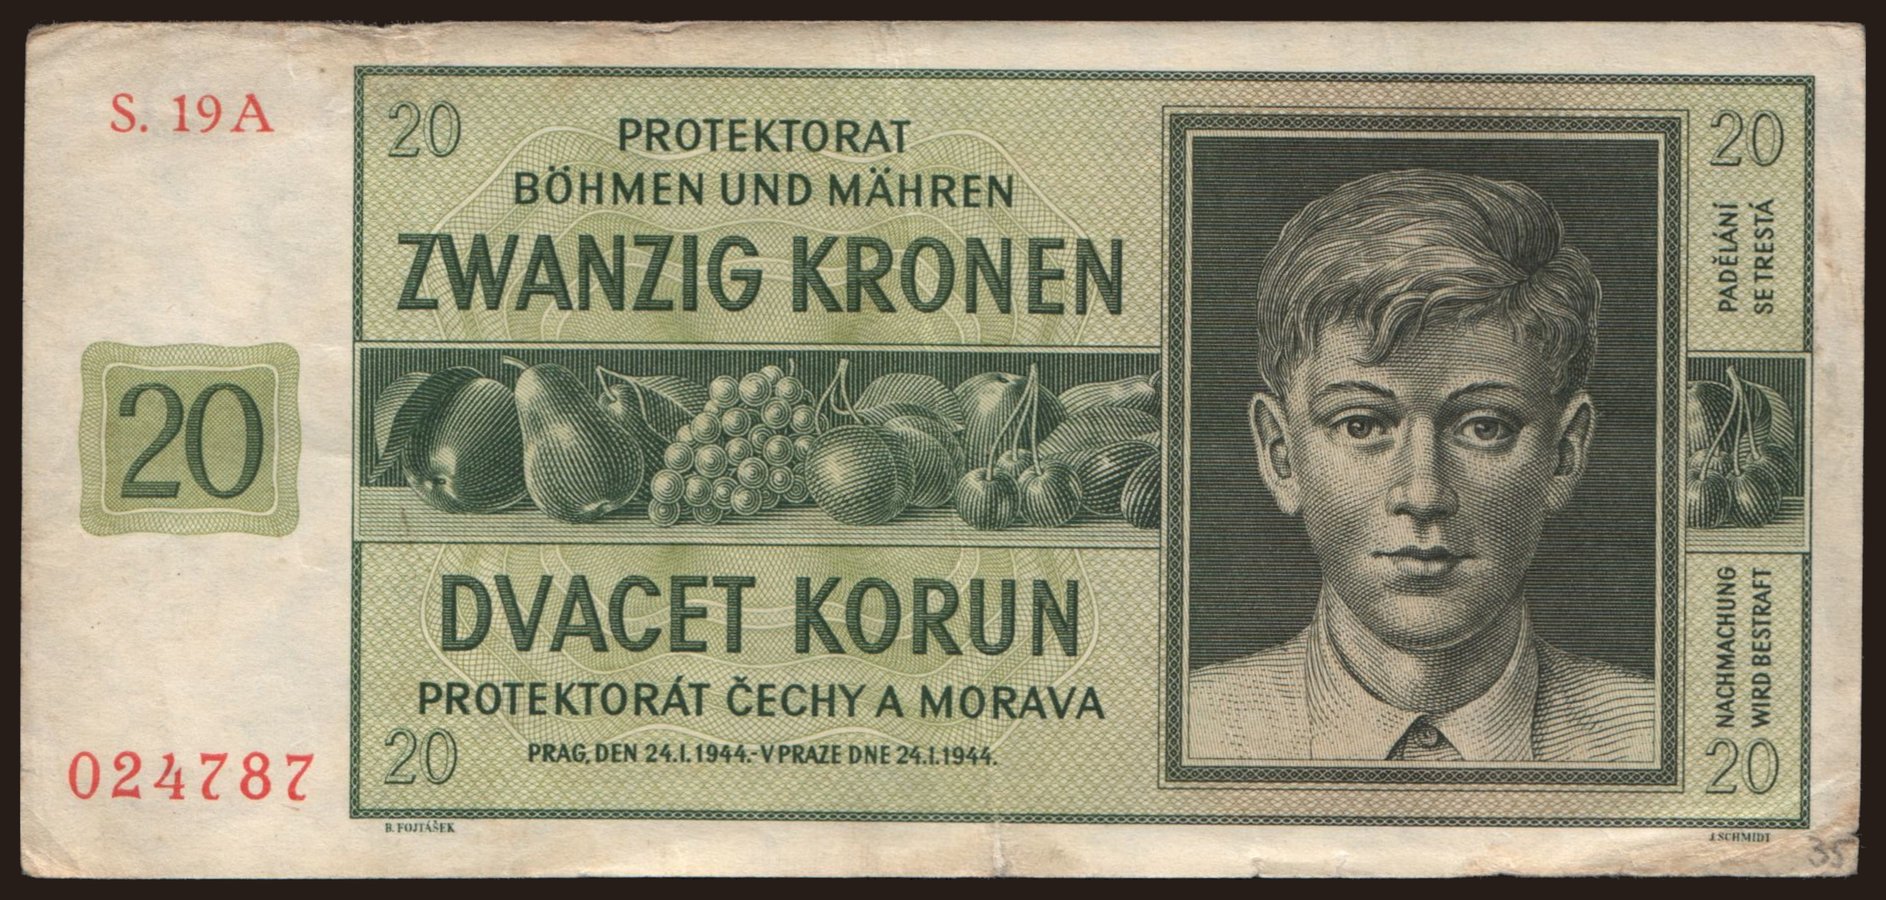 S. 19A
20
PROTEKTORAT
BÖHMEN UND MÄHREN
ZWANZIG KRONEN
20
PADĚLÁNÍ
SE TRESTÁ
20
DVACET KORUN
PROTEKTORÁT ČECHY A MORAVA
20
PRAG, DEN 24.I.1944.-V PRAZE DNE 24.I.1944.
NACHMACHUNG
WIRD BESTRAFT
20
024787
B. FOJTÁŠEK
J. SCHMIDT
35